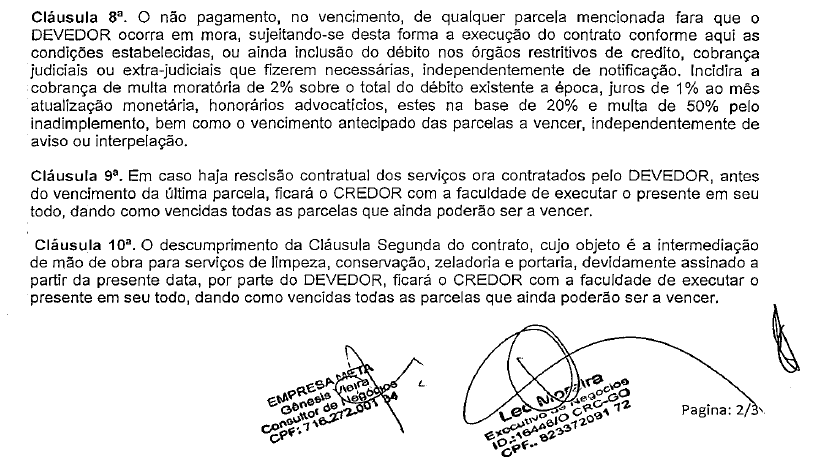 Cláusula 8ª. O não pagamento, no vencimento, de qualquer parcela mencionada fara que o
DEVEDOR ocorra em mora, sujeitando-se desta forma a execução do contrato conforme aqui as
condições estabelecidas, ou ainda inclusão do débito nos órgãos restritivos de credito, cobrança
judiciais ou extra-judiciais que fizerem necessárias, independentemente de notificação. Incidira a
cobrança de multa moratória de 2% sobre o total do débito existente a época, juros de 1% ao mês
atualização monetária, honorários advocatícios, estes na base de 20% e multa de 50% pelo
inadimplemento, bem como o vencimento antecipado das parcelas a vencer, independentemente de
aviso ou interpelação.
Cláusula 9ª. Em caso haja rescisão contratual dos serviços ora contratados pelo DEVEDOR, antes
do vencimento da última parcela, ficará o CREDOR com a faculdade de executar o presente em seu
todo, dando como vencidas todas as parcelas que ainda poderão ser a vencer.
Cláusula 10ª. O descumprimento da Cláusula Segunda do contrato, cujo objeto é a intermediação
de mão de obra para serviços de limpeza, conservação, zeladoria e portaria, devidamente assinado a
partir da presente data, por parte do DEVEDOR, ficará o CREDOR com a faculdade de executar o
presente em seu todo, dando como vencidas todas as parcelas que ainda poderão ser a vencer.
EMPRESA META
Gênesis Vieira
Consultor de Negócios
CPF: 716.272.001 04
Leo Moreira
Executivo de Negocios
ID.:16446/O CRC-GO
CPF.. 823372091 72
Pagina: 2/3